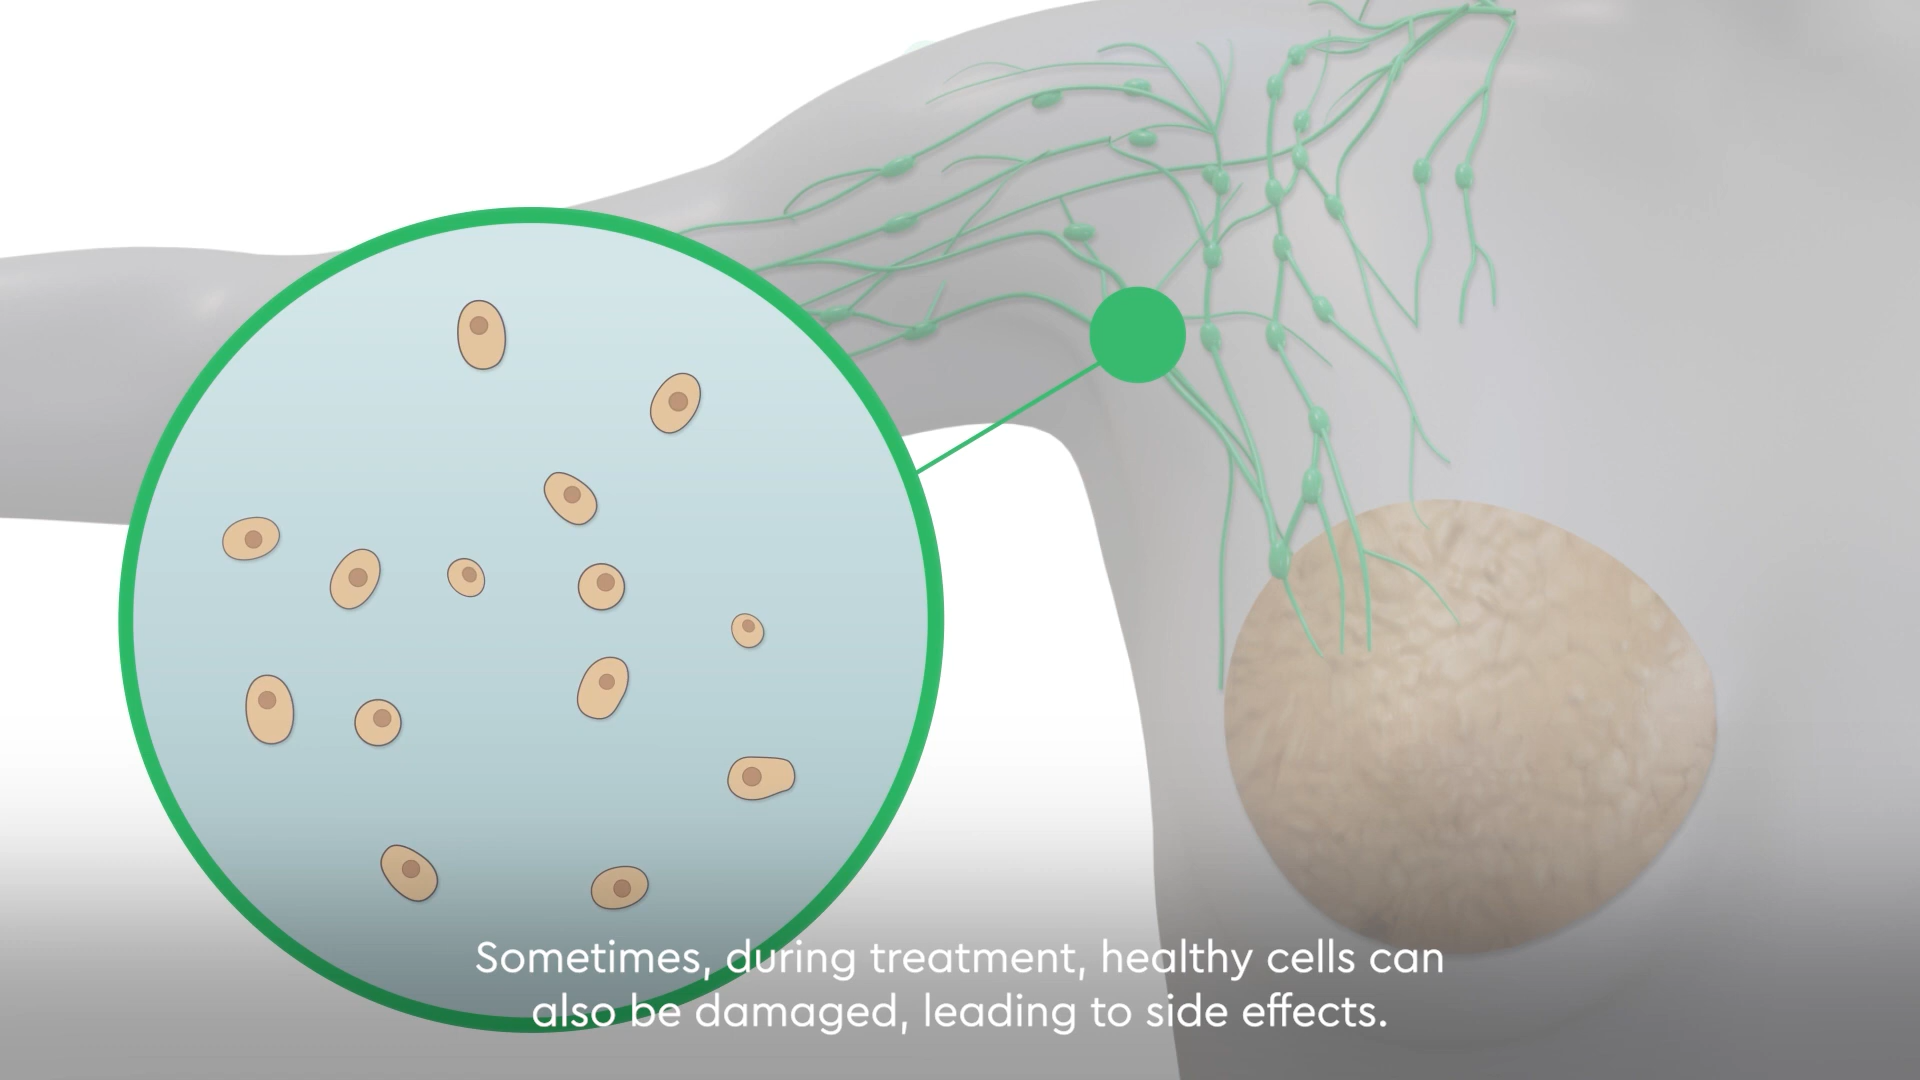 Sometimes, during treatment, healthy cells can
also be damaged, leading to side effects.